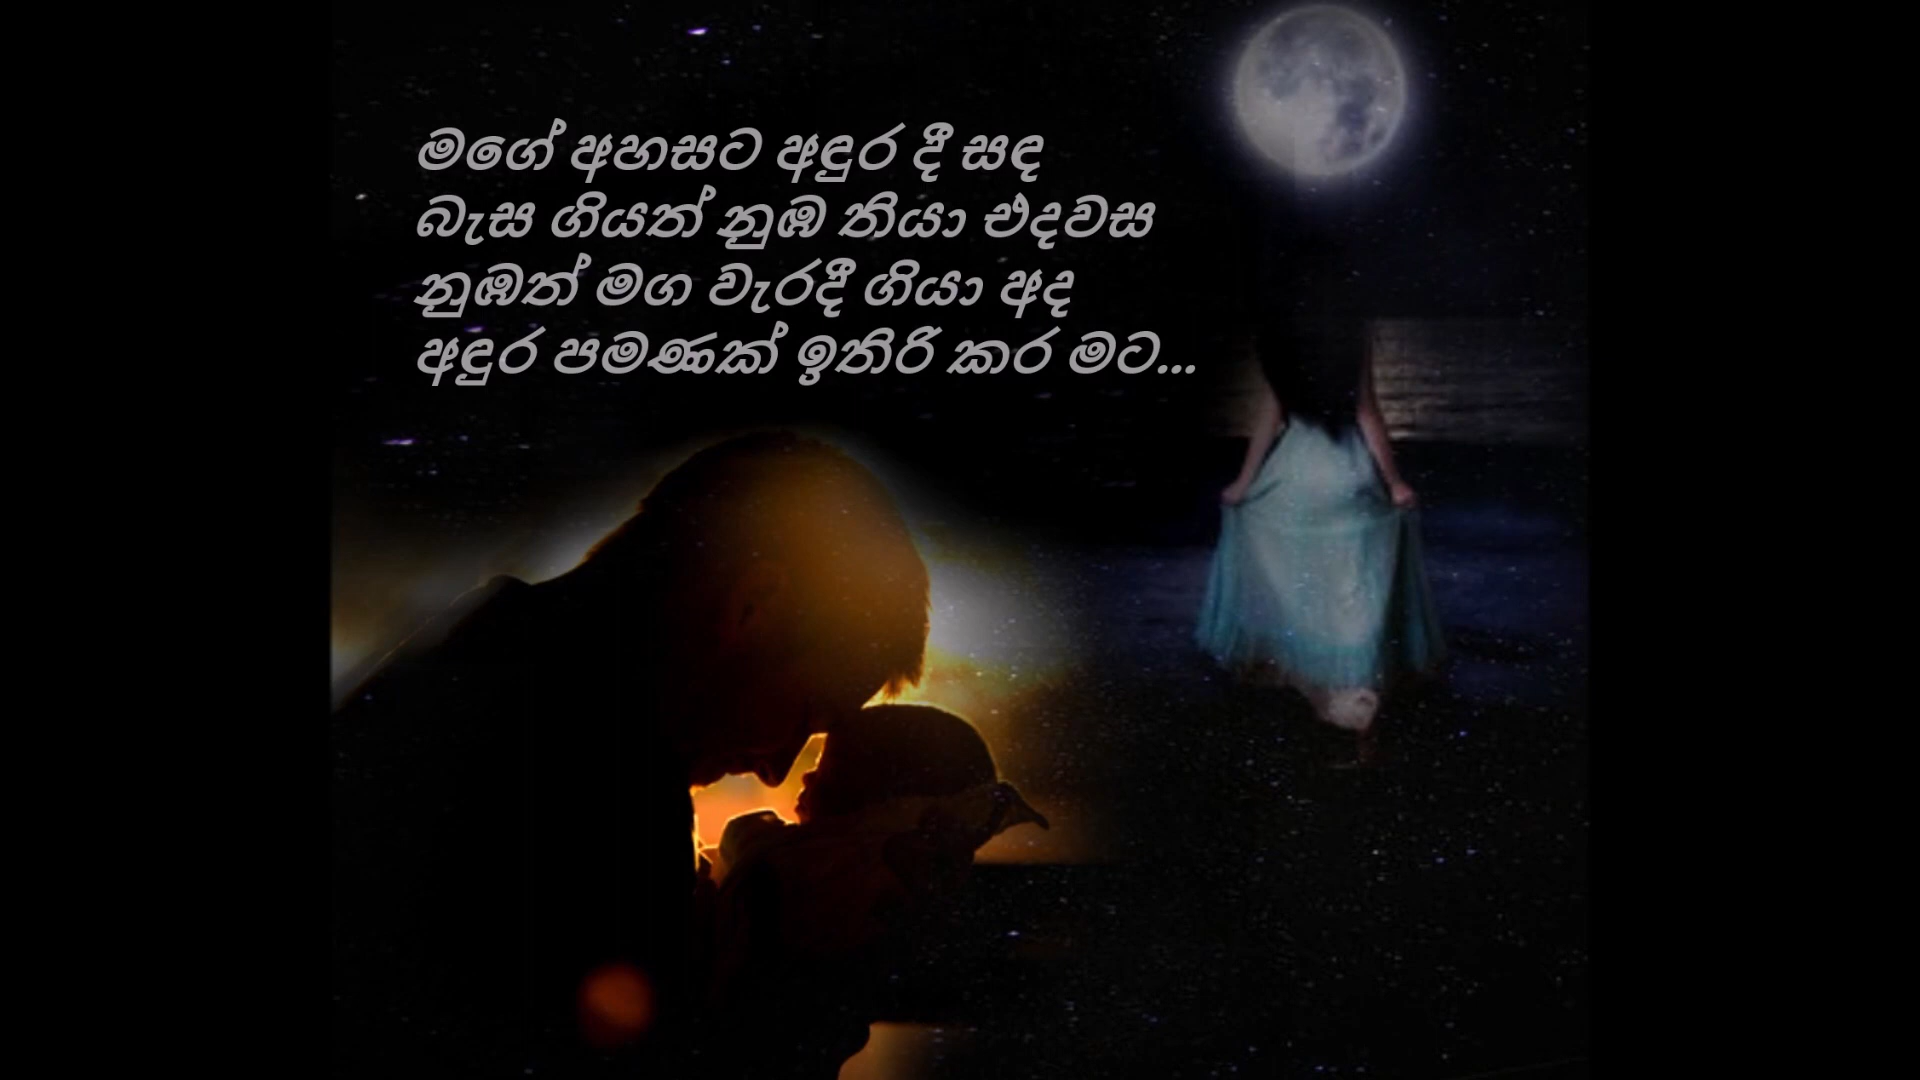 මගේ අහසට අඳුර දී සඳ
බැස ගියත් නුඹ තියා එදවස
නුඹත් මග වැරදී ගියා අද
අඳුර පමණක් ඉතිරි කර මට...